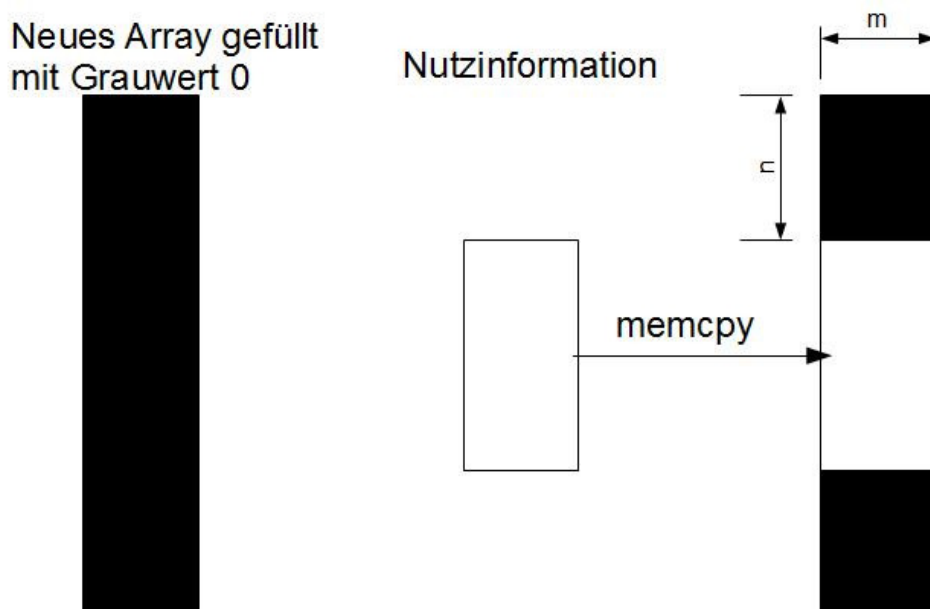 Neues Array gefüllt
mit Grauwert 0
Nutzinformation
m
n
memcpy